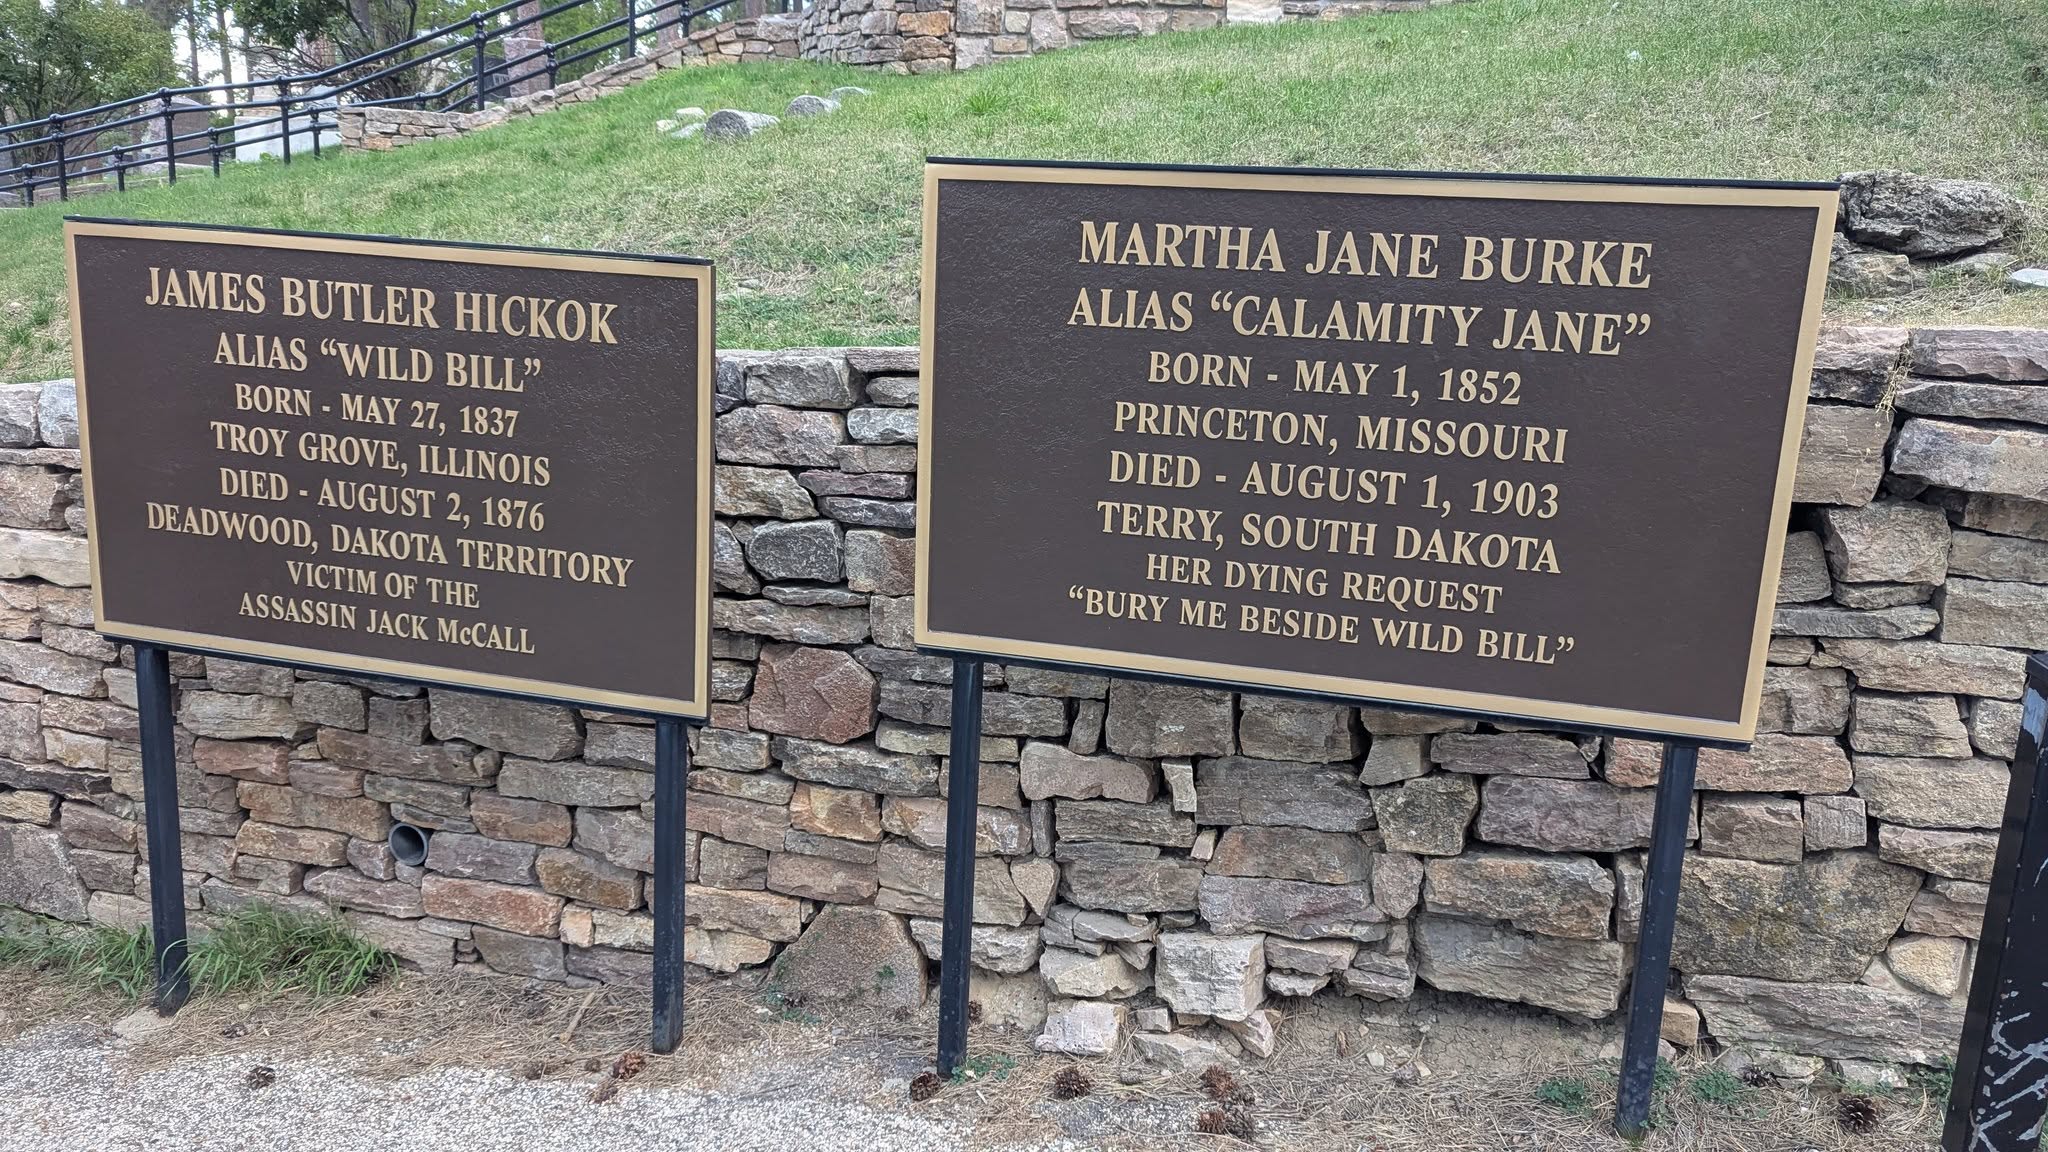 JAMES BUTLER HICKOK
ALIAS “WILD BILL”
BORN - MAY 27, 1837
TROY GROVE, ILLINOIS
DIED - AUGUST 2, 1876
DEADWOOD, DAKOTA TERRITORY
VICTIM OF THE
ASSASSIN JACK McCALL
MARTHA JANE BURKE
ALIAS “CALAMITY JANE”
BORN - MAY 1, 1852
PRINCETON, MISSOURI
DIED - AUGUST 1, 1903
TERRY, SOUTH DAKOTA
HER DYING REQUEST
“BURY ME BESIDE WILD BILL”